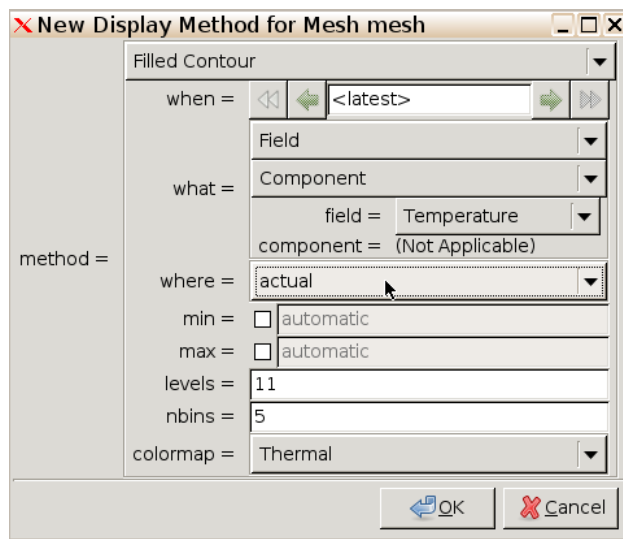 New Display Method for Mesh mesh
Filled Contour
when = <latest>
Field
what = Component
field = Temperature
component = (Not Applicable)
method =
where = actual
min = automatic
max = automatic
levels = 11
nbins = 5
colormap = Thermal
OK Cancel